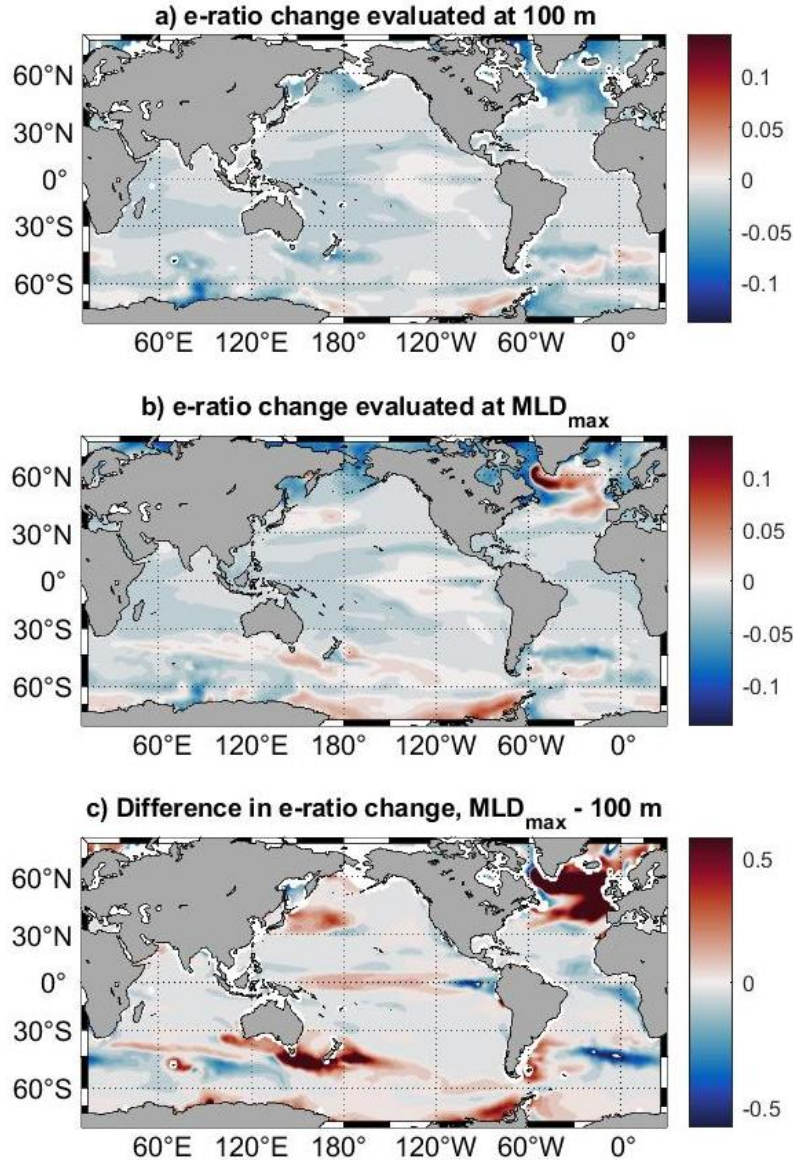 a) e-ratio change evaluated at 100 m
60°N
30°N
0°
30°S
60°S
60°E 120°E 180° 120°W 60°W 0°
0.1
0.05
0
-0.05
-0.1
b) e-ratio change evaluated at MLDmax
60°N
30°N
0°
30°S
60°S
60°E 120°E 180° 120°W 60°W 0°
0.1
0.05
0
-0.05
-0.1
c) Difference in e-ratio change, MLDmax - 100 m
60°N
30°N
0°
30°S
60°S
60°E 120°E 180° 120°W 60°W 0°
0.5
0
-0.5